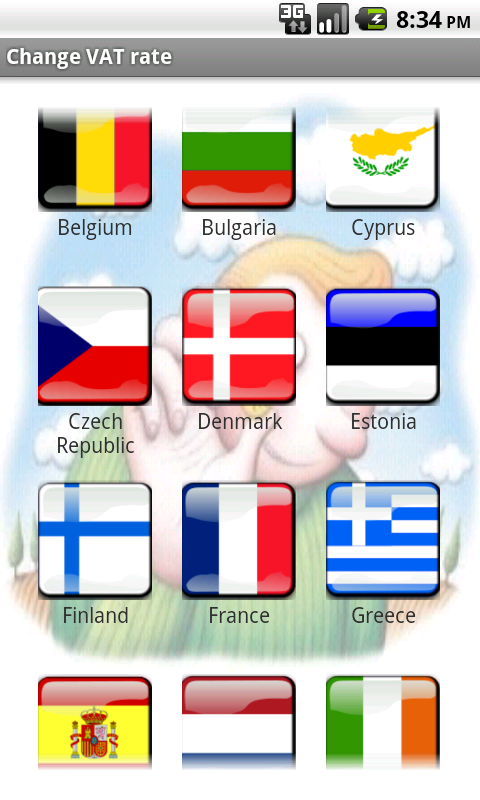 3G 8:34 PM
Change VAT rate
Belgium Bulgaria Cyprus
Czech Republic Denmark Estonia
Finland France Greece